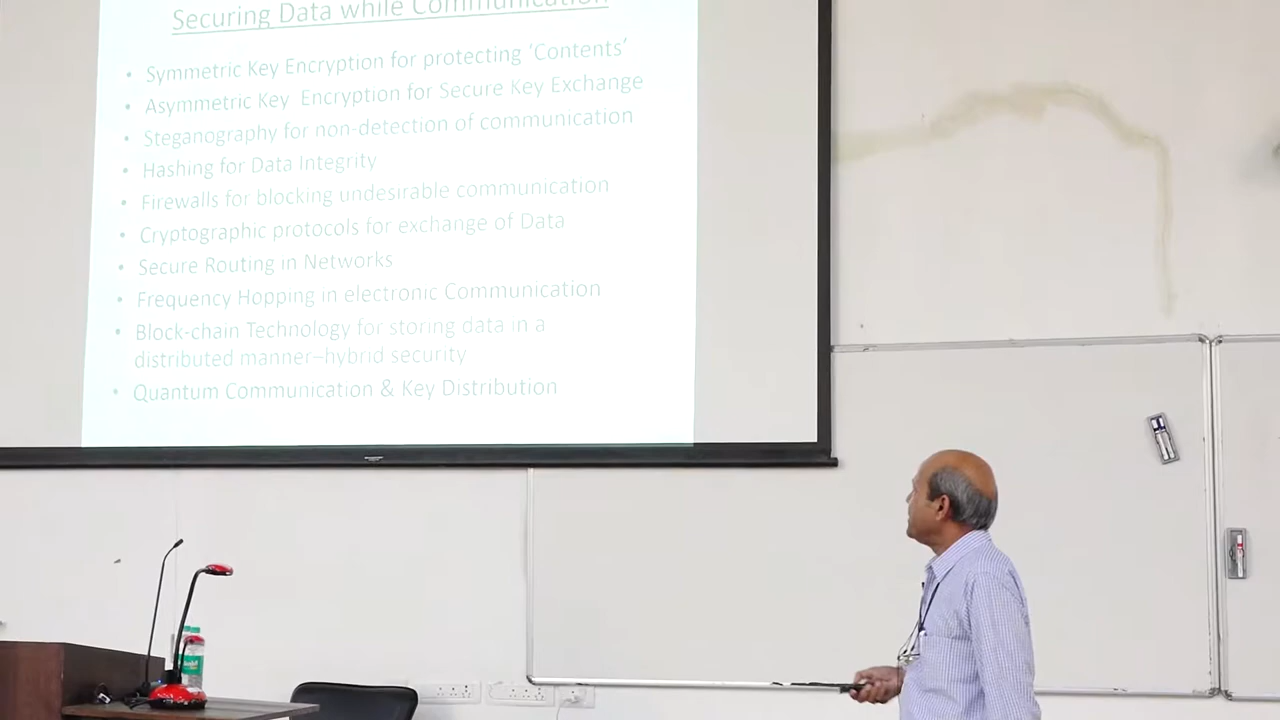 Securing Data while Communication
• Symmetric Key Encryption for protecting ‘Contents’
• Asymmetric Key Encryption for Secure Key Exchange
• Steganography for non-detection of communication
• Hashing for Data Integrity
• Firewalls for blocking undesirable communication
• Cryptographic protocols for exchange of Data
• Secure Routing in Networks
• Frequency Hopping in electronic Communication
• Block-chain Technology for storing data in a
distributed manner–hybrid security
• Quantum Communication & Key Distribution